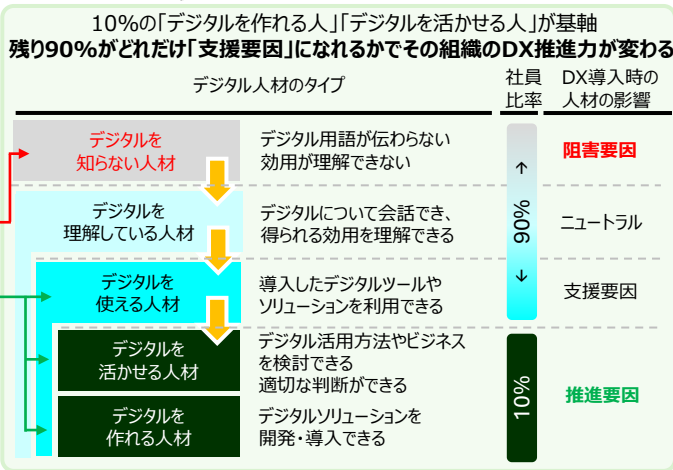 10%の「デジタルを作れる人」「デジタルを活かせる人」が基軸
残り90%がどれだけ「支援要因」になれるかでその組織のDX推進力が変わる
デジタル人材のタイプ
社員
比率
DX導入時の
人材の影響
デジタルを
知らない人材
デジタル用語が伝わらない
効用が理解できない
阻害要因
デジタルを
理解している人材
デジタルについて会話でき、
得られる効用を理解できる
← 90% →
ニュートラル
デジタルを
使える人材
導入したデジタルツールや
ソリューションを利用できる
支援要因
デジタルを
活かせる人材
デジタル活用方法やビジネス
を検討できる
適切な判断ができる
10%
推進要因
デジタルを
作れる人材
デジタルソリューションを
開発・導入できる